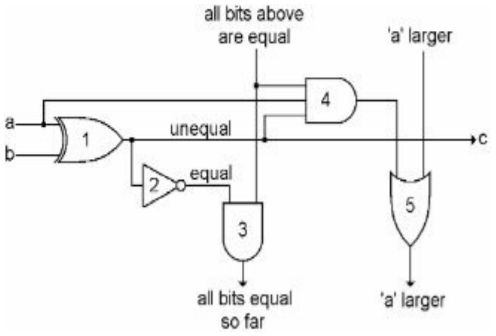 all bits above
are equal
'a' larger
4
a
1
unequal
c
b
2
equal
5
3
all bits equal
so far
'a' larger